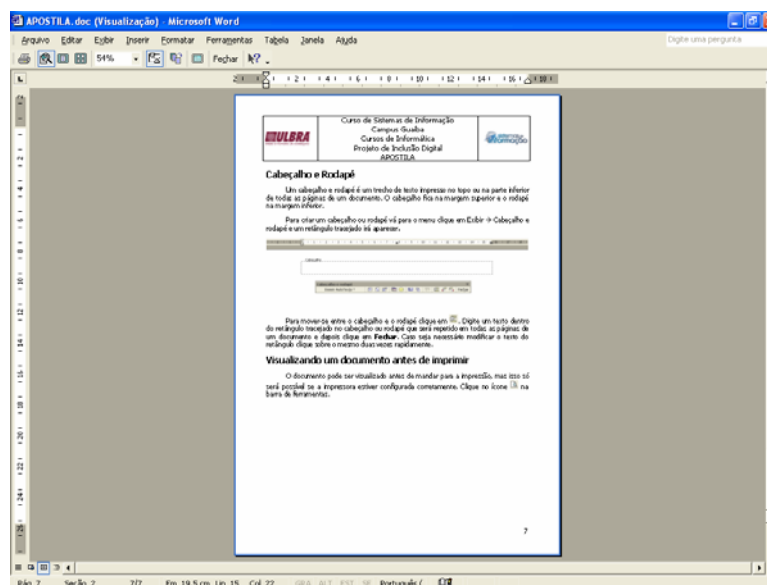 APOSTILA.doc (Visualização) - Microsoft Word
Arquivo Editar Exibir Inserir Formatar Ferramentas Tabela Janela Ajuda
Digite uma pergunta
54% Fechar
Curso de Sistemas de Informação
Campus Guaíba
Cursos de Informática
Projeto de Inclusão Digital
APOSTILA
ULBRA
Cabeçalho e Rodapé
Um cabeçalho e rodapé é um trecho de texto impresso no topo ou na parte inferior
de todas as páginas de um documento. O cabeçalho fica na margem superior e o rodapé
na margem inferior.
Para criar um cabeçalho ou rodapé vá para o menu clique em Exibir → Cabeçalho e
rodapé e um retângulo tracejado irá aparecer.
Para mover-se entre o cabeçalho e o rodapé clique em . Digite um texto dentro
do retângulo tracejado no cabeçalho ou rodapé que será repetido em todas as páginas de
um documento e depois clique em Fechar. Caso seja necessário modificar o texto do
retângulo clique sobre o mesmo duas vezes rapidamente.
Visualizando um documento antes de imprimir
O documento pode ser visualizado antes de mandar para a impressão, mas isso só
será possível se a impressora estiver configurada corretamente. Clique no ícone na
barra de ferramentas.
7
Pág 7 Seção 2 7/7 Em 19,5 cm Lin 15 Col 22 GRA ALT EST SE Português (